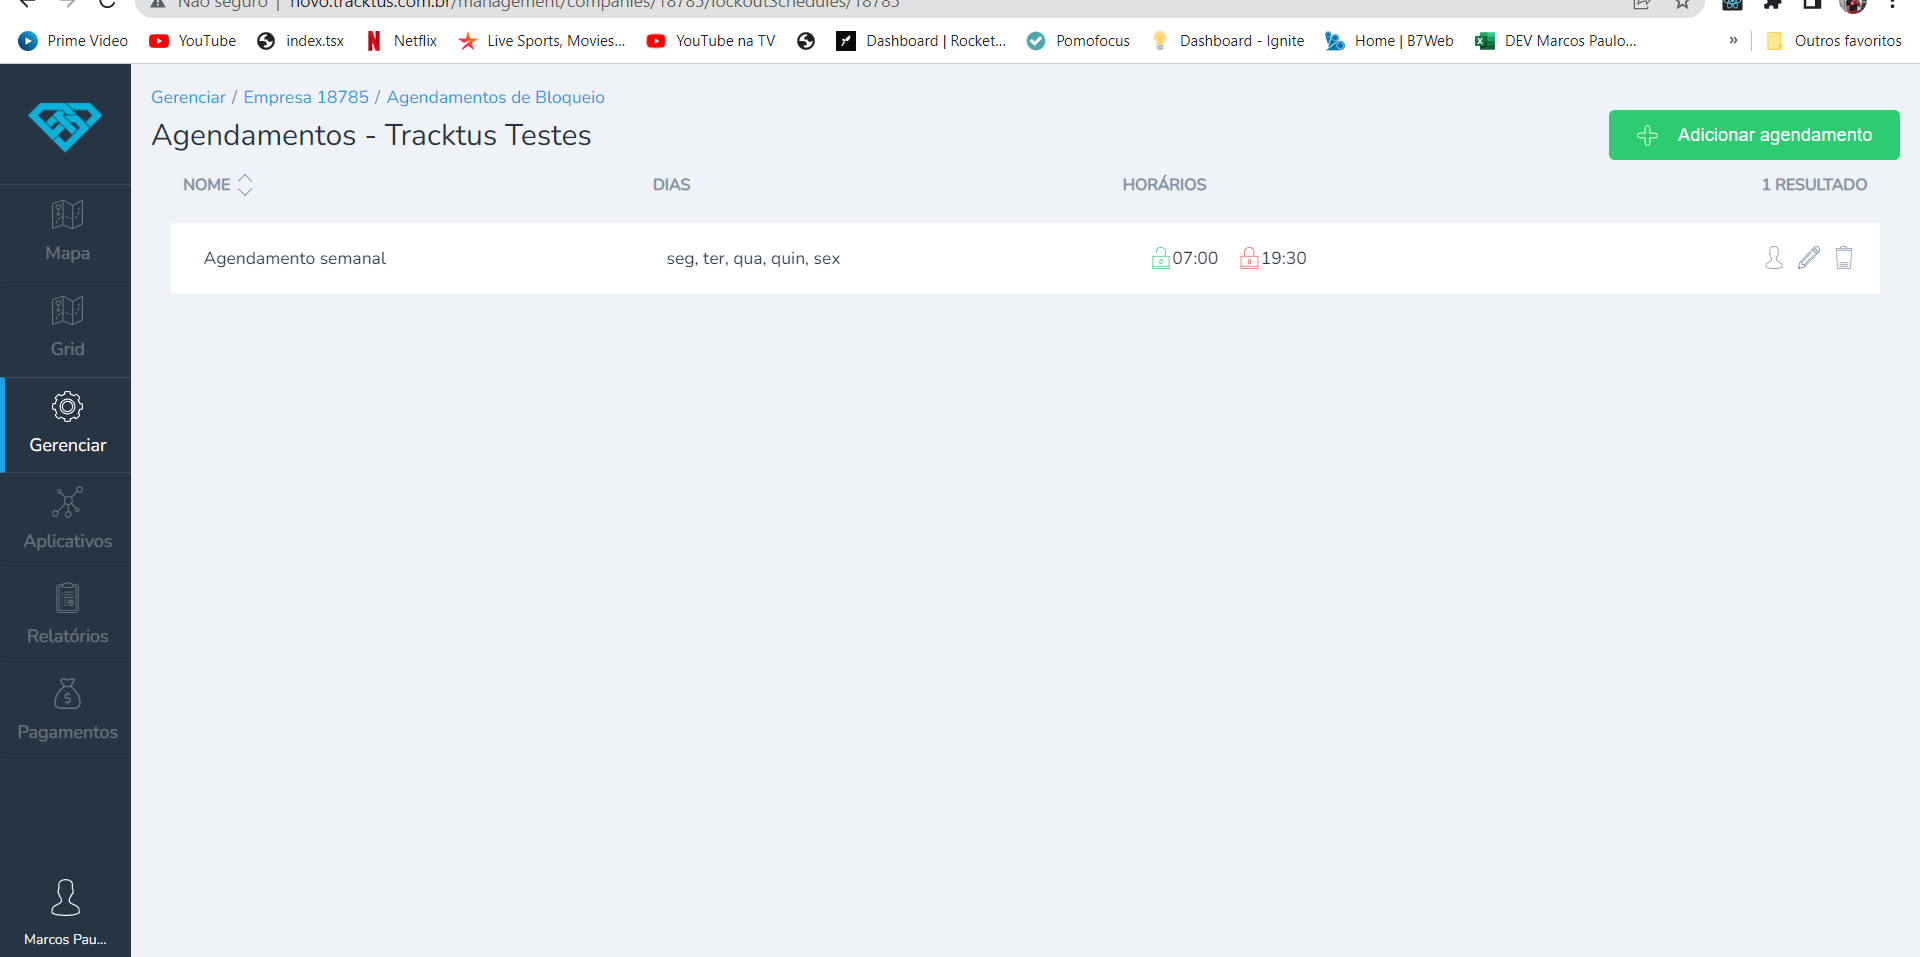 Não seguro | novo.tracktus.com.br/management/companies/18785/lockoutSchedules/18785
Prime Video YouTube index.tsx Netflix Live Sports, Movies... YouTube na TV Dashboard | Rocket... Pomofocus Dashboard - Ignite Home | B7Web DEV Marcos Paulo... » Outros favoritos
Gerenciar / Empresa 18785 / Agendamentos de Bloqueio
Agendamentos - Tracktus Testes
Adicionar agendamento
NOME DIAS HORÁRIOS 1 RESULTADO
Agendamento semanal seg, ter, qua, quin, sex 07:00 19:30
Mapa
Grid
Gerenciar
Aplicativos
Relatórios
Pagamentos
Marcos Pau...